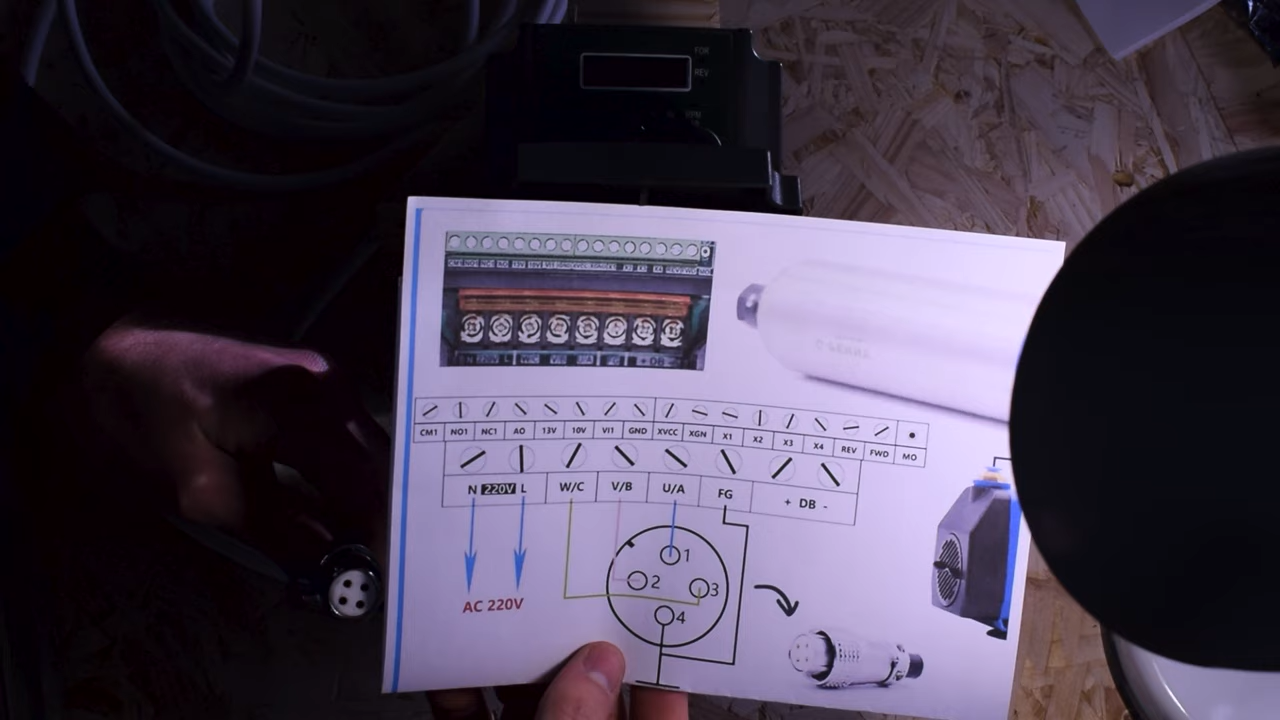 FOR
REV
CM1 NO1 NC1 AO 13V 10V VI1 GND XVCC XGN X1 X2 X3 X4 REV FWD MO
N 220V L W/C V/B U/A FG + DB -
1
2
3
4
AC 220V